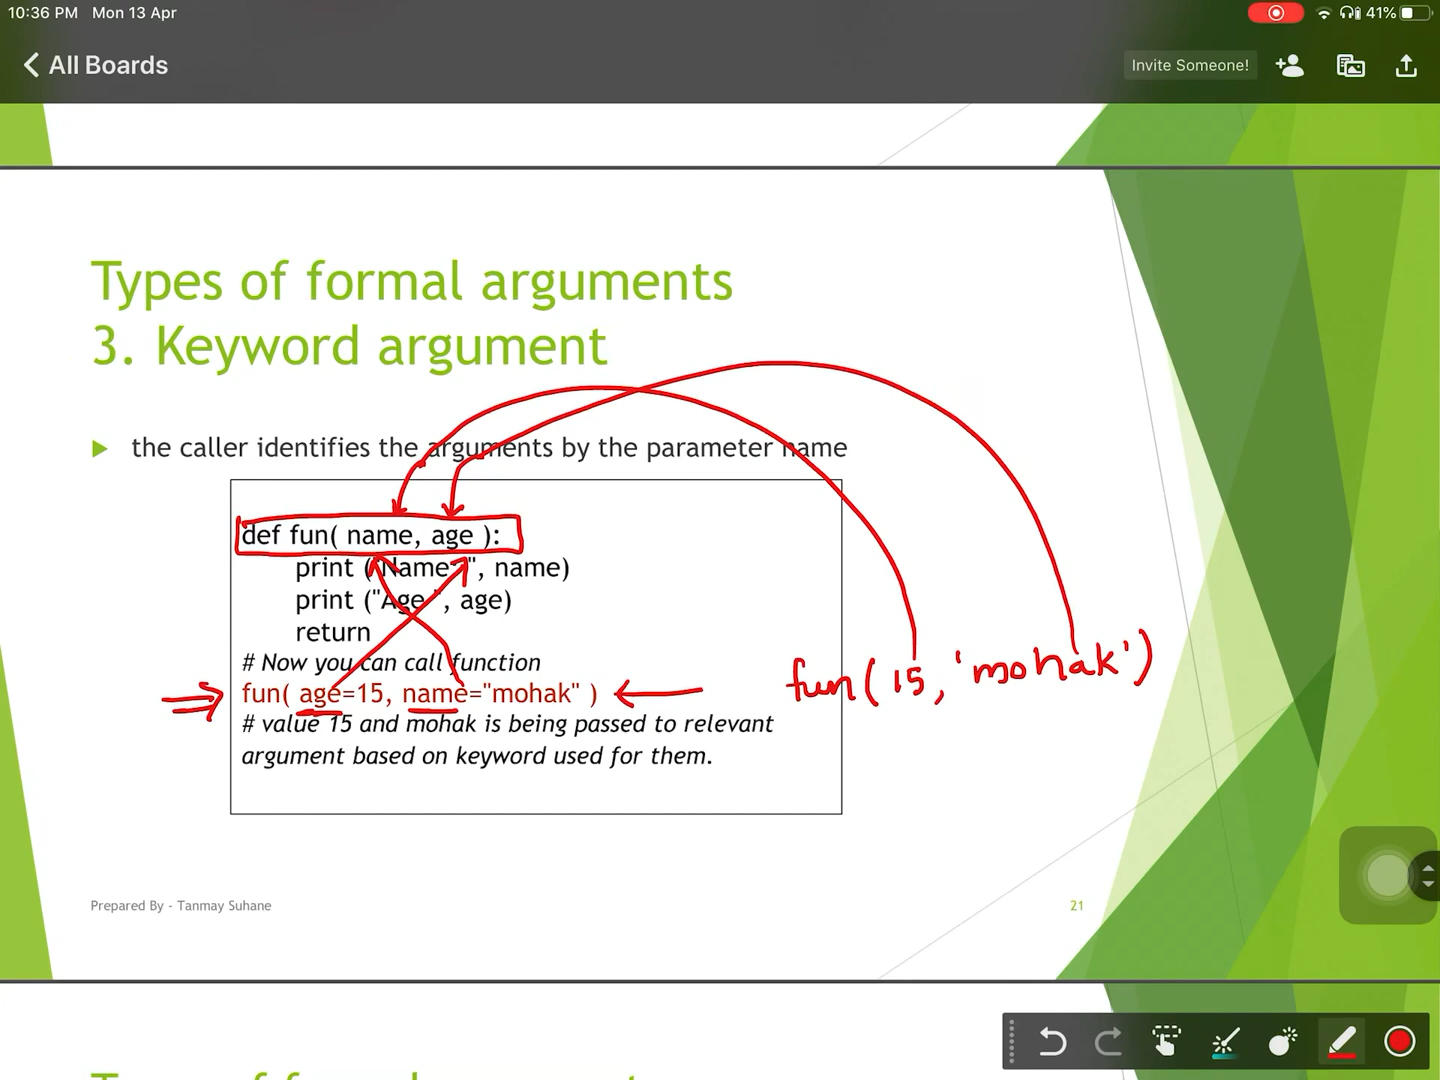 10:36 PM Mon 13 Apr
41%
All Boards
Invite Someone!
Types of formal arguments
3. Keyword argument
the caller identifies the arguments by the parameter name
def fun( name, age ):
print ("Name ", name)
print ("Age ", age)
return
# Now you can call function
fun( age=15, name="mohak" )
fun( 15, 'mohak')
# value 15 and mohak is being passed to relevant
argument based on keyword used for them.
Prepared By - Tanmay Suhane
21